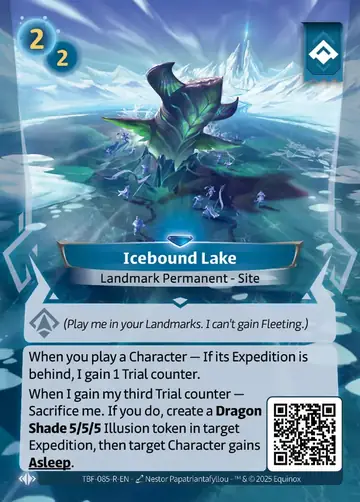 2
2
Icebound Lake
Landmark Permanent - Site
(Play me in your Landmarks. I can't gain Fleeting.)
When you play a Character — If its Expedition is
behind, I gain 1 Trial counter.
When I gain my third Trial counter —
Sacrifice me. If you do, create a Dragon
Shade 5/5/5 Illusion token in target
Expedition, then target Character gains
Asleep.
TBF-085-R-EN - Nestor Papatriantafyllou - ™ & © 2025 Equinox